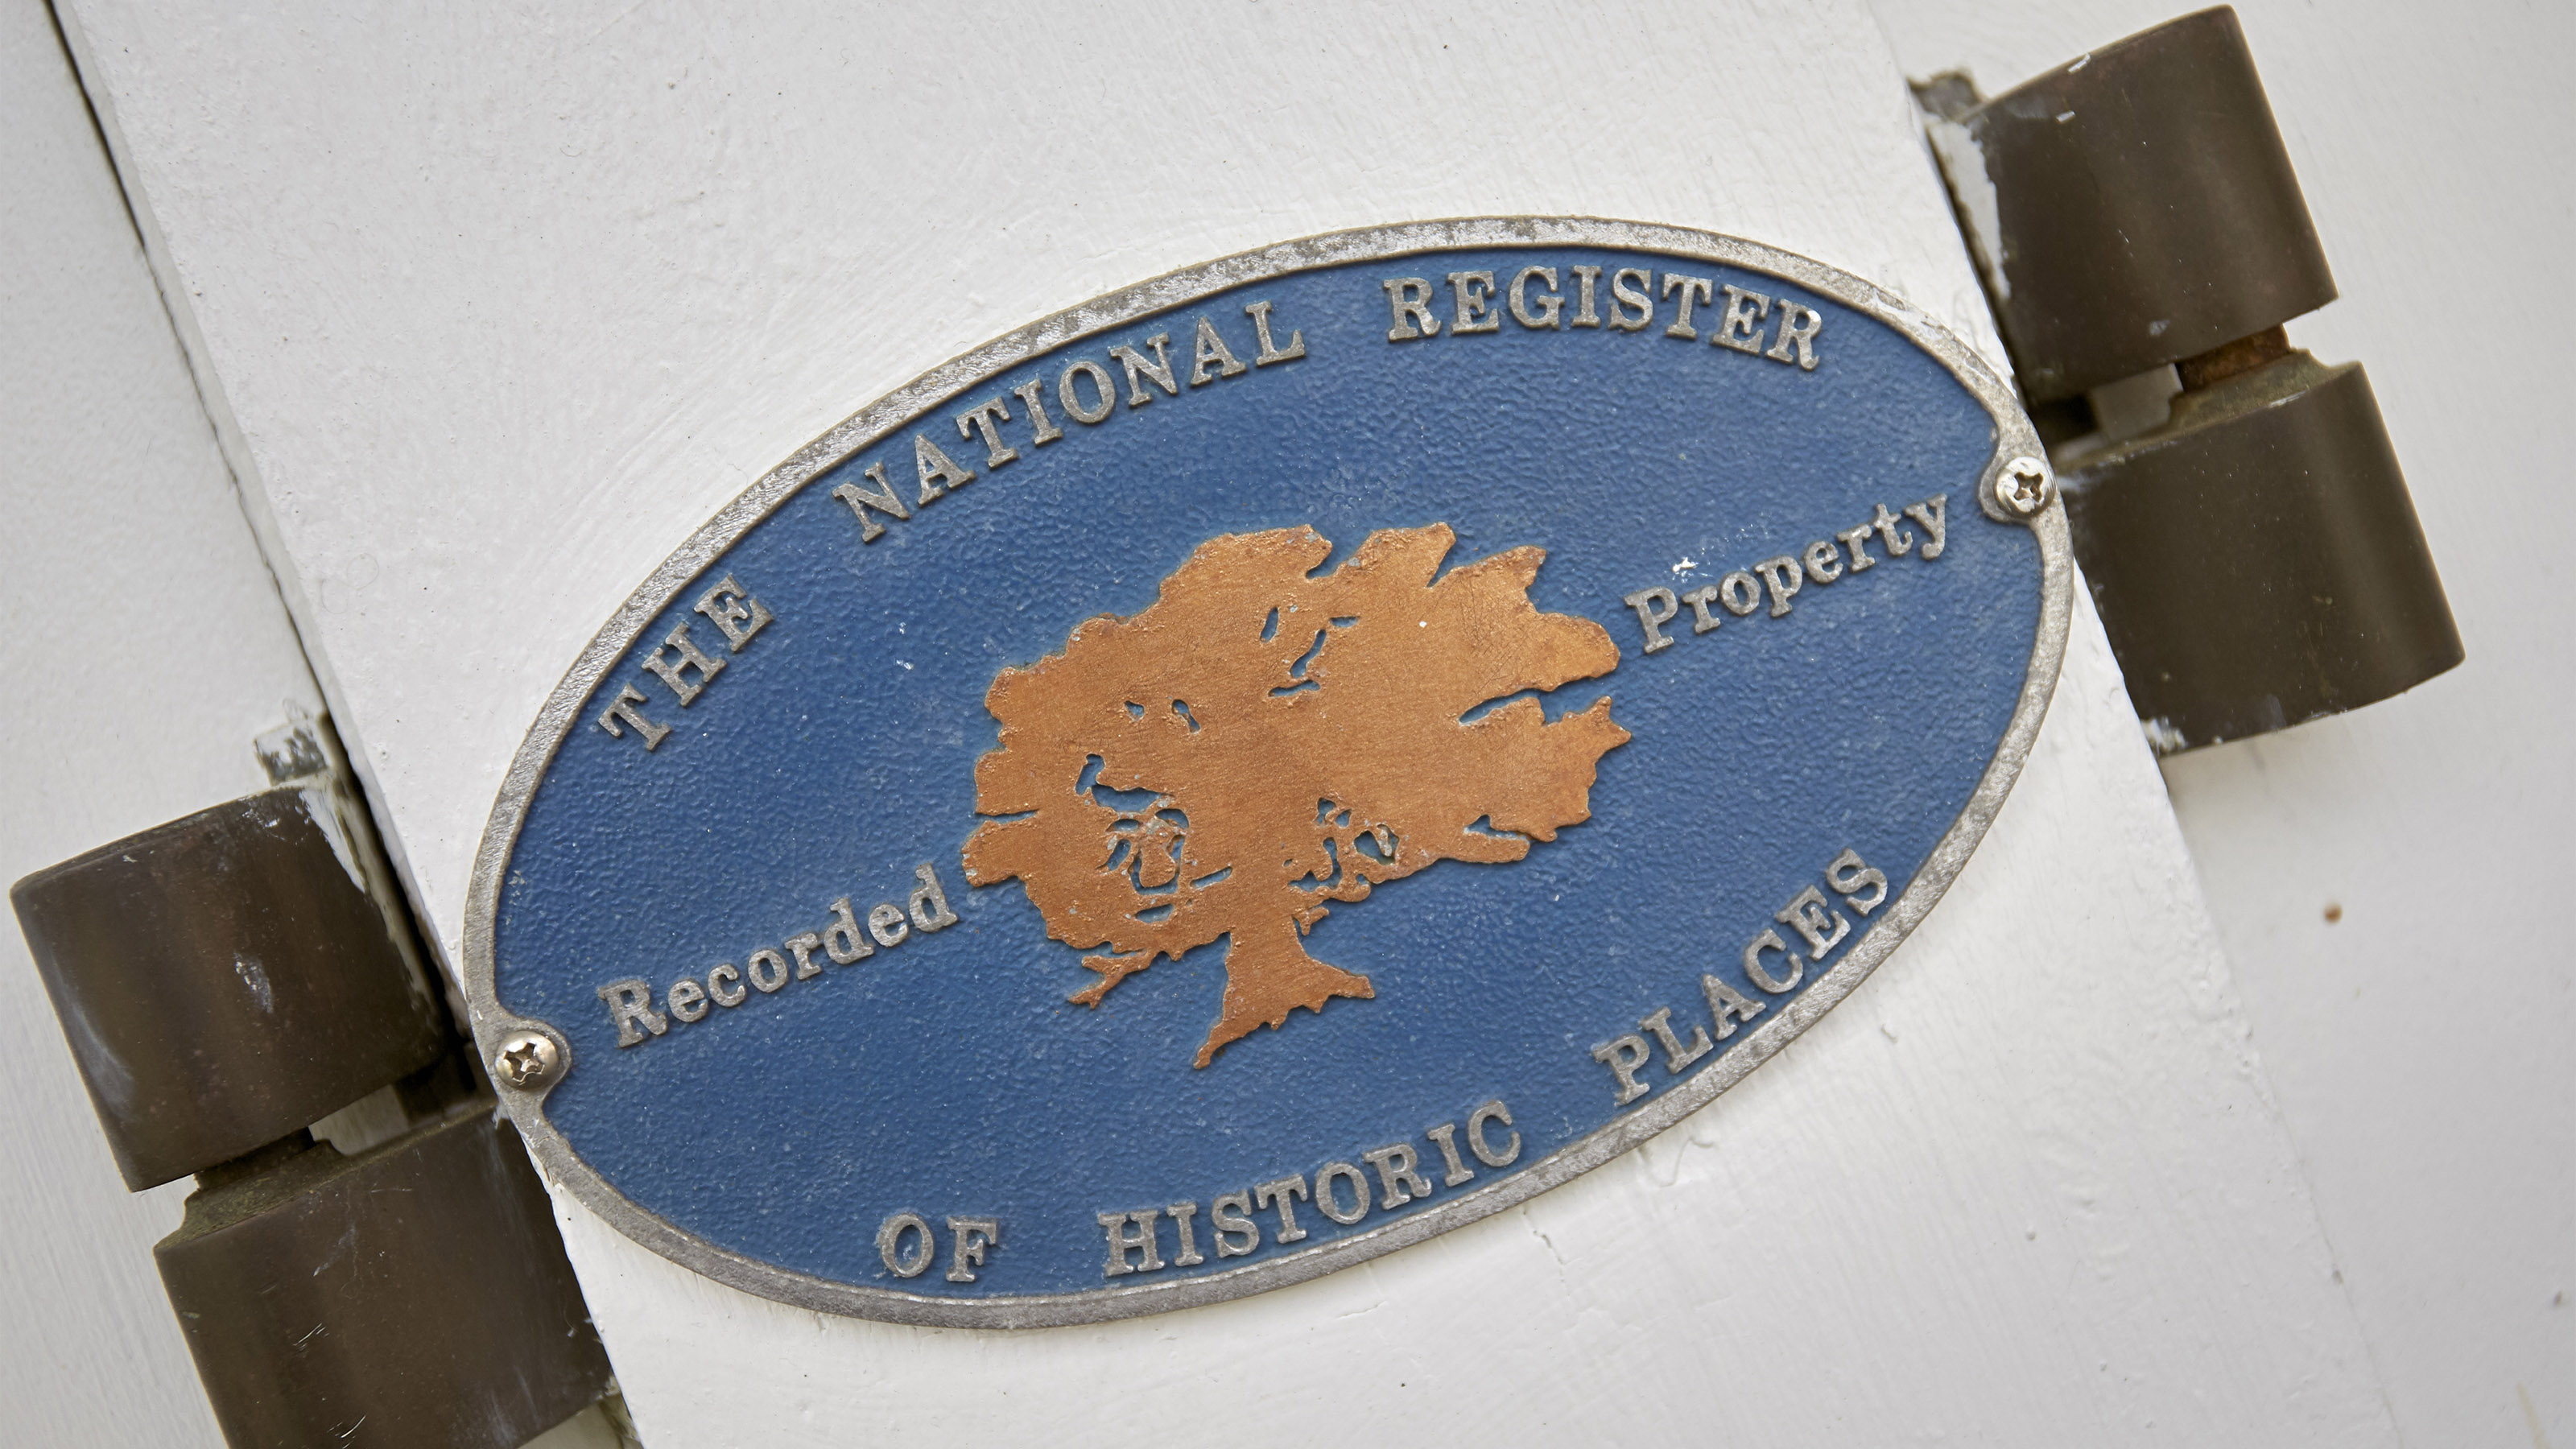 THE NATIONAL REGISTER
Recorded Property
OF HISTORIC PLACES